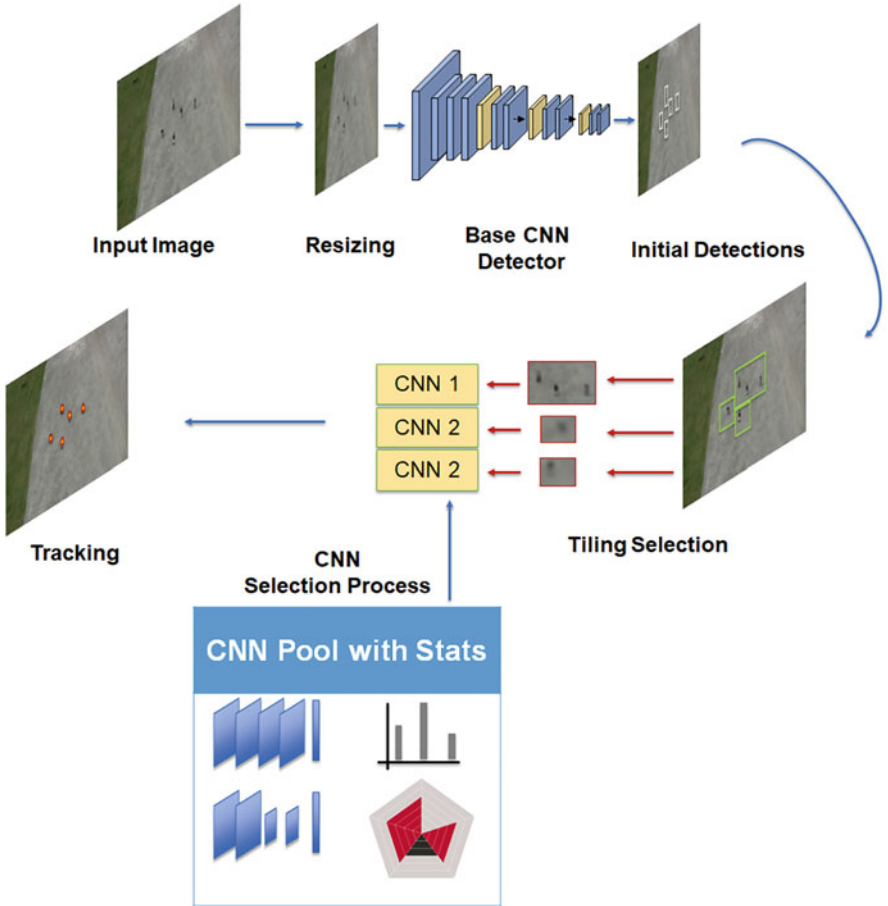 Input Image
Resizing
Base CNN
Detector
Initial Detections
CNN 1
CNN 2
CNN 2
Tracking
Tiling Selection
CNN
Selection Process
CNN Pool with Stats